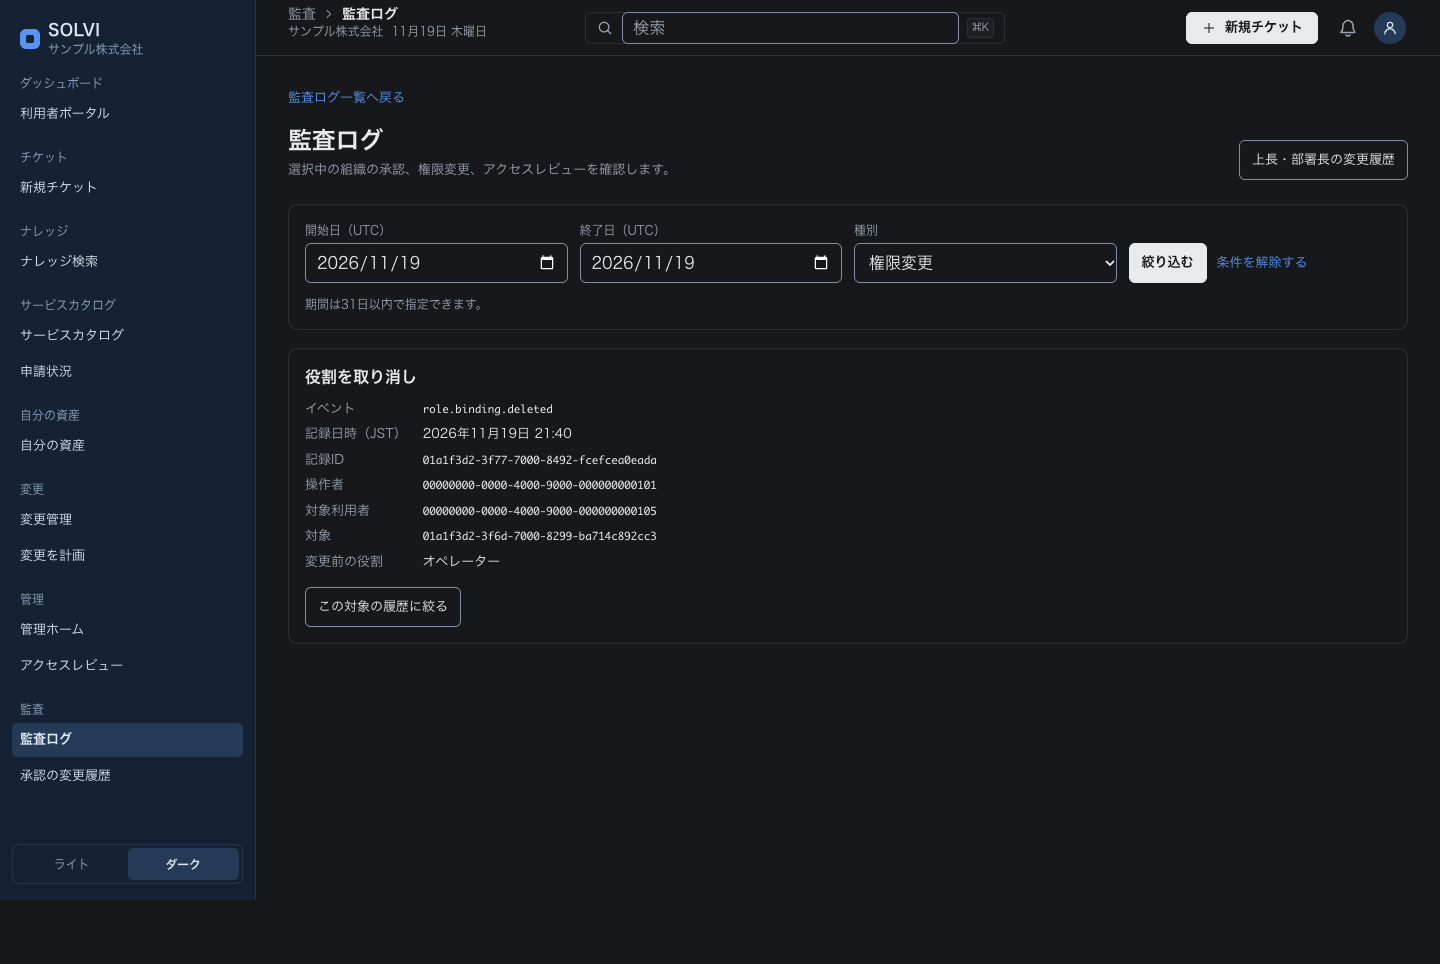 SOLVI
サンプル株式会社
ダッシュボード
利用者ポータル
チケット
新規チケット
ナレッジ
ナレッジ検索
サービスカタログ
サービスカタログ
申請状況
自分の資産
自分の資産
変更
変更管理
変更を計画
管理
管理ホーム
アクセスレビュー
監査
監査ログ
承認の変更履歴
ライト ダーク
監査 > 監査ログ
サンプル株式会社 11月19日 木曜日
検索 ⌘K
+ 新規チケット
監査ログ一覧へ戻る
監査ログ
選択中の組織の承認、権限変更、アクセスレビューを確認します。
上長・部署長の変更履歴
開始日（UTC） 終了日（UTC） 種別
2026/11/19 2026/11/19 権限変更 絞り込む 条件を解除する
期間は31日以内で指定できます。
役割を取り消し
イベント role.binding.deleted
記録日時（JST） 2026年11月19日 21:40
記録ID 01a1f3d2-3f77-7000-8492-fcefcea0eada
操作者 00000000-0000-4000-9000-000000000101
対象利用者 00000000-0000-4000-9000-000000000105
対象 01a1f3d2-3f6d-7000-8299-ba714c892cc3
変更前の役割 オペレーター
この対象の履歴に絞る